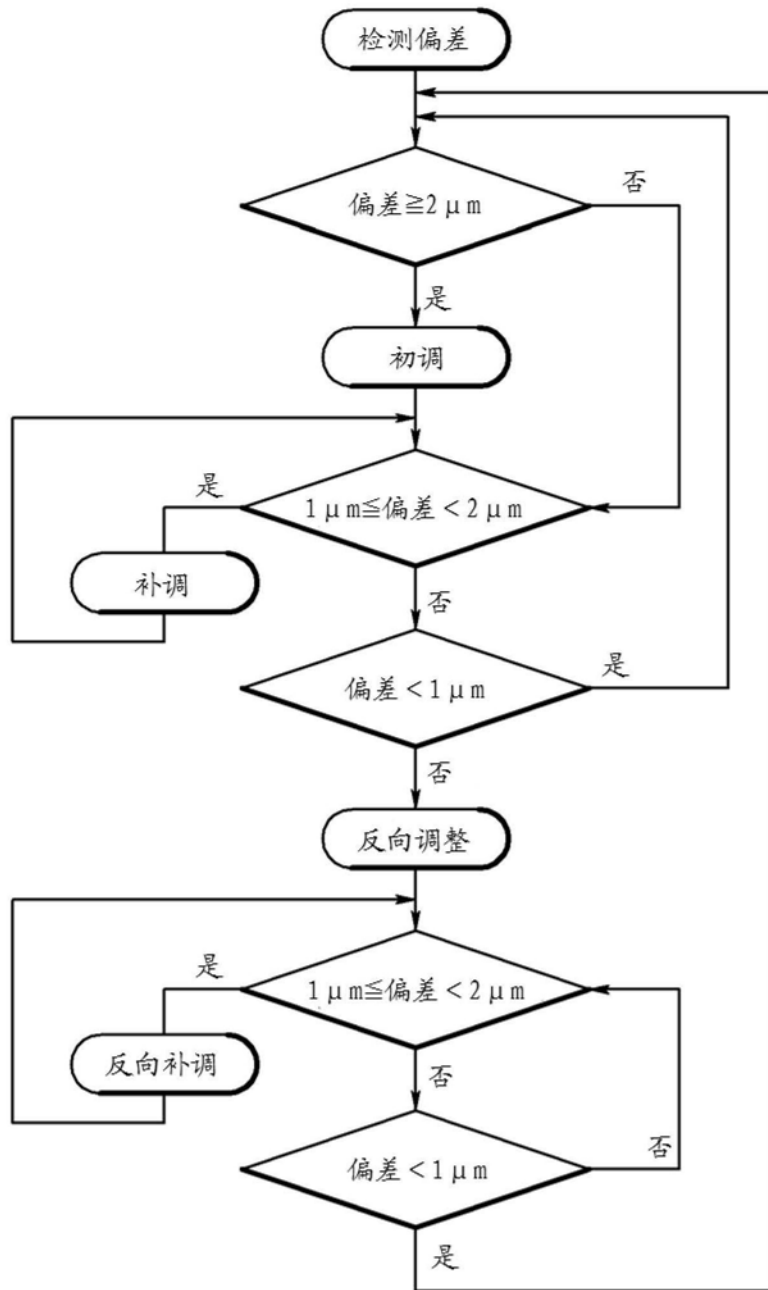 检测偏差
偏差≧2μm
否
是
初调
是
1μm≦偏差<2μm
补调
否
偏差<1μm
是
否
反向调整
是
1μm≦偏差<2μm
反向补调
否
偏差<1μm
否
是